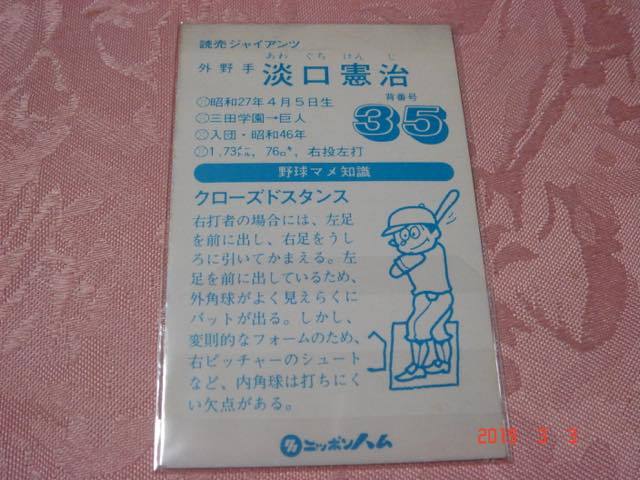 読売ジャイアンツ
あわ ぐち けん じ
外野手 淡口憲治
背番号
35
昭和27年4月5日生
三田学園→巨人
入団・昭和46年
1,73㍍, 76㌔, 右投左打
野球マメ知識
クローズドスタンス
右打者の場合には、左足
を前に出し、右足をうし
ろに引いてかまえる。左
足を前に出しているため、
外角球がよく見えらくに
バットが出る。しかし、
変則的なフォームのため、
右ピッチャーのシュート
など、内角球は打ちにく
い欠点がある。
ニッポンハム
2019 3 3